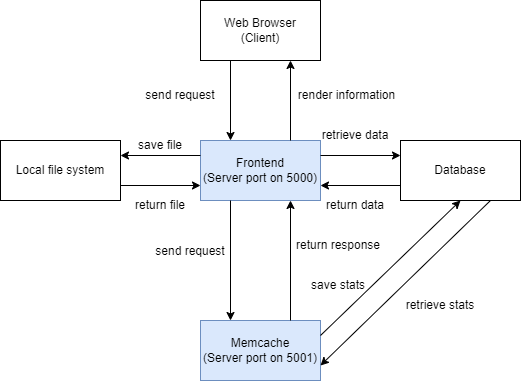 Web Browser
(Client)
send request
render information
save file
retrieve data
Local file system
Frontend
(Server port on 5000)
Database
return file
return data
send request
return response
save stats
retrieve stats
Memcache
(Server port on 5001)